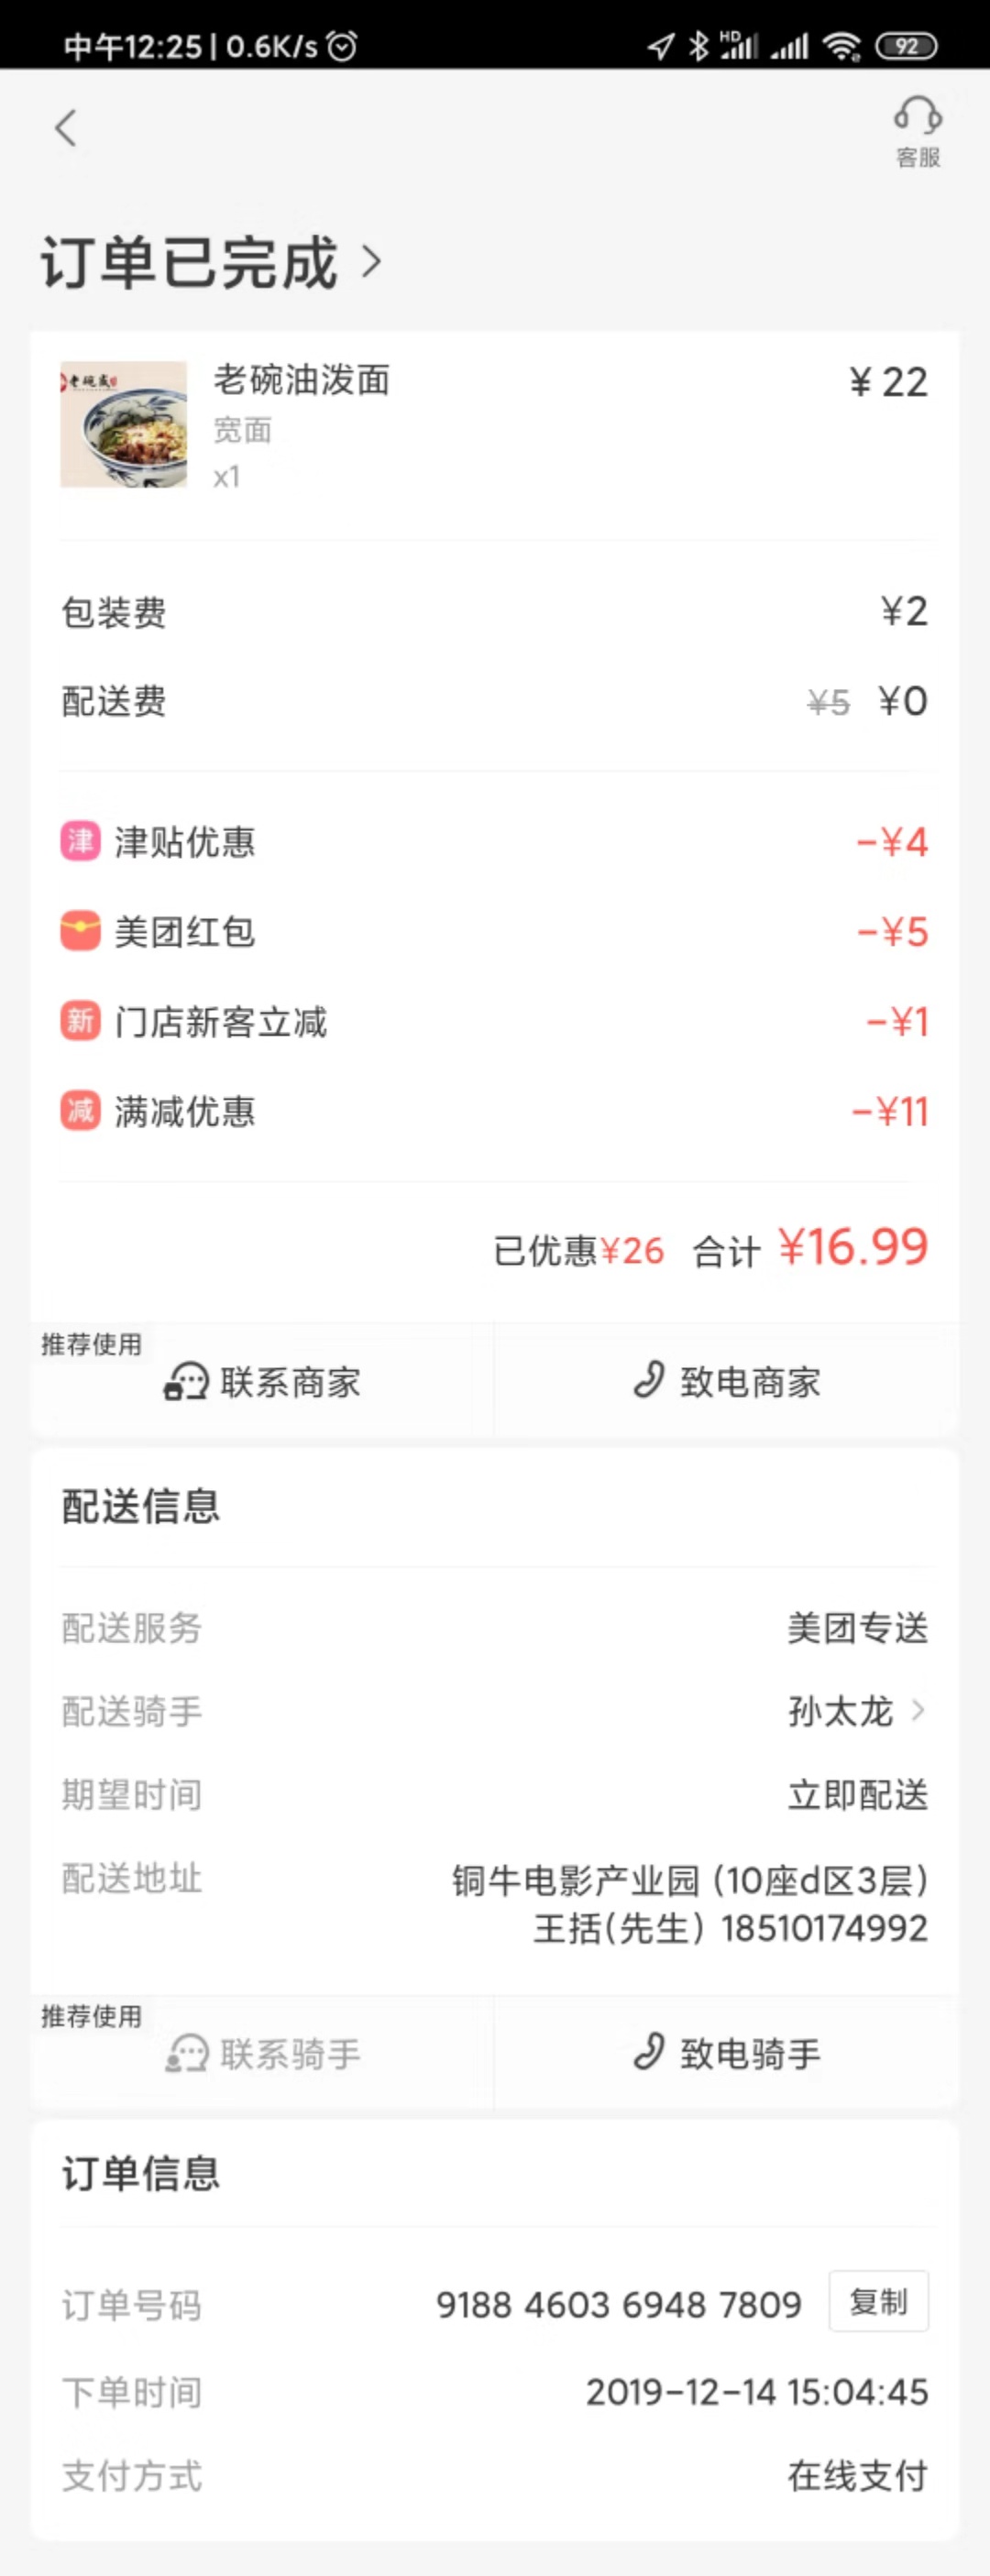 中午12:25 | 0.6K/s
HD
92
客服
订单已完成
老碗油泼面
¥22
宽面
x1
包装费
¥2
配送费
¥5 ¥0
津 津贴优惠
-¥4
美团红包
-¥5
新 门店新客立减
-¥1
减 满减优惠
-¥11
已优惠¥26 合计 ¥16.99
推荐使用
联系商家
致电商家
配送信息
配送服务
美团专送
配送骑手
孙太龙
期望时间
立即配送
配送地址
铜牛电影产业园 (10座d区3层)
王括(先生) 18510174992
推荐使用
联系骑手
致电骑手
订单信息
订单号码
9188 4603 6948 7809
复制
下单时间
2019-12-14 15:04:45
支付方式
在线支付